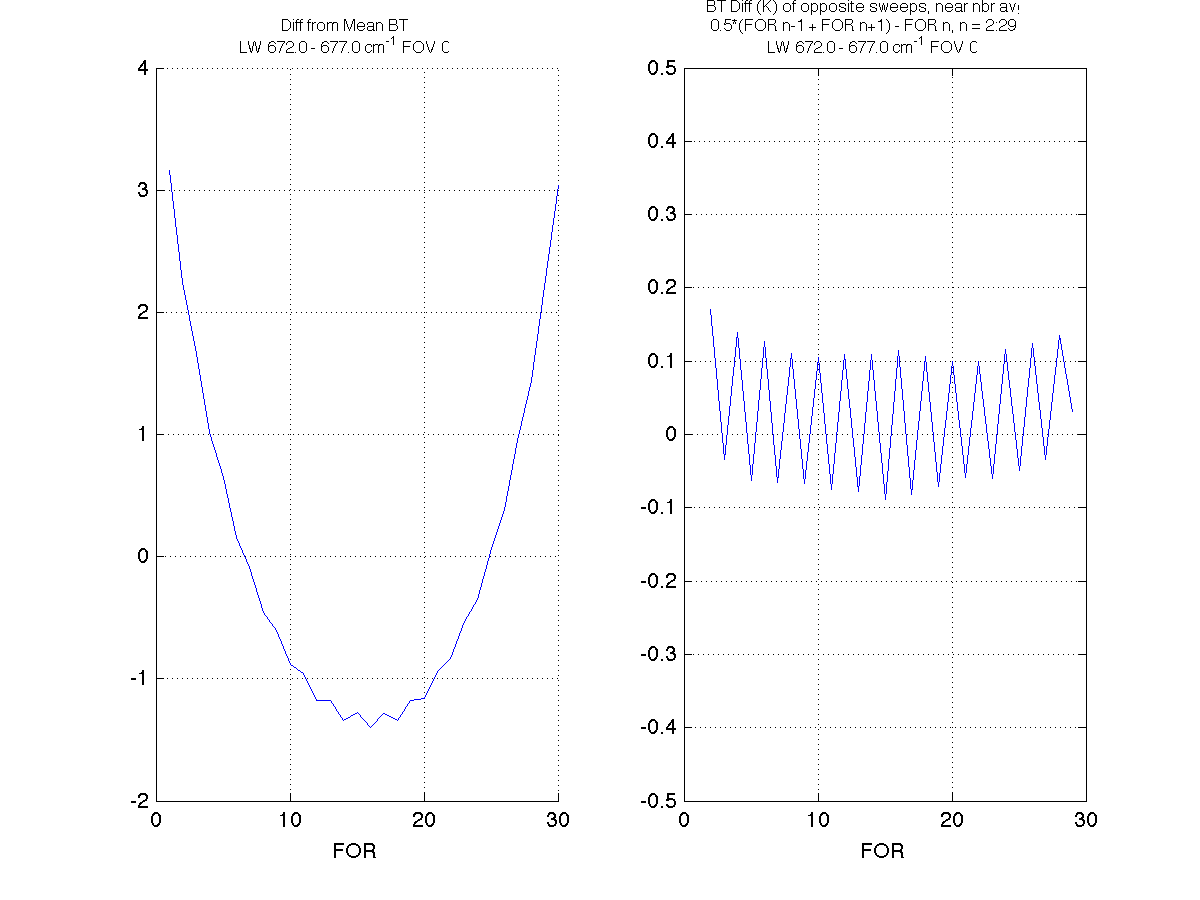 Diff from Mean BT
LW 672.0 - 677.0 cm-1 FOV
4
3
2
1
0
-1
-2
0 10 20 30
FOR
BT Diff (K) of opposite sweeps, near nbr
0.5*(FOR n-1 + FOR n+1) - FOR n, n = 2:29
LW 672.0 - 677.0 cm-1 FOV
0.5
0.4
0.3
0.2
0.1
0
-0.1
-0.2
-0.3
-0.4
-0.5
0 10 20 30
FOR